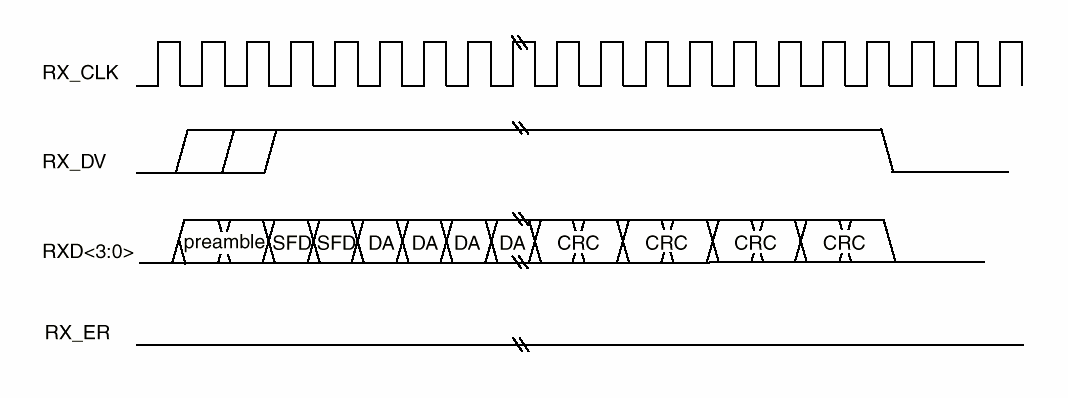 RX_CLK
RX_DV
RXD<3:0> preamble SFD SFD DA DA DA DA CRC CRC CRC CRC
RX_ER